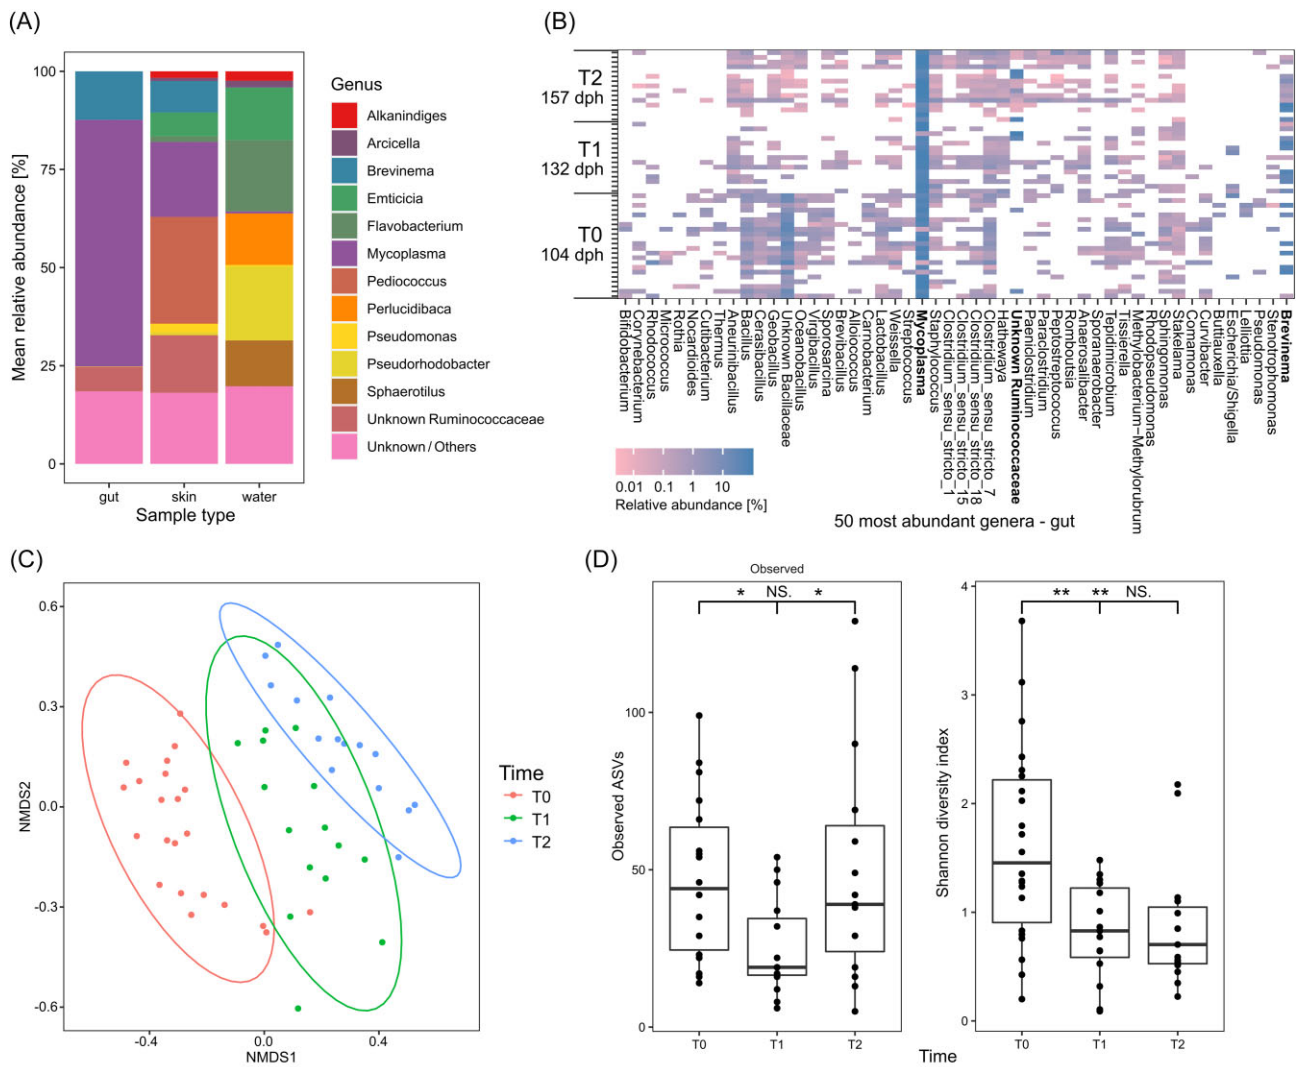 (A)
100
75
50
25
0
Mean relative abundance [%]
gut
skin
water
Sample type
Genus
Alkanindiges
Arcicella
Brevinema
Emticicia
Flavobacterium
Mycoplasma
Pediococcus
Perlucidibaca
Pseudomonas
Pseudorhodobacter
Sphaerotilus
Unknown Ruminococcaceae
Unknown / Others
(B)
T2
157 dph
T1
132 dph
T0
104 dph
Bifidobacterium
Corynebacterium
Rhodococcus
Micrococcus
Rothia
Nocardioides
Cutibacterium
Thermus
Aneurinibacillus
Bacillus
Cerasibacillus
Geobacillus
Unknown Bacillaceae
Oceanobacillus
Virgibacillus
Sporosarcina
Brevibacillus
Alloiococcus
Carnobacterium
Lactobacillus
Weissella
Streptococcus
Mycoplasma
Staphylococcus
Clostridium_sensu_stricto_1
Clostridium_sensu_stricto_15
Clostridium_sensu_stricto_18
Clostridium_sensu_stricto_7
Hathewaya
Unknown Ruminococcaceae
Paeniclostridium
Paraclostridium
Peptostreptococcus
Romboutsia
Anaerosalibacter
Sporanaerobacter
Tepidimicrobium
Tissierella
Methylobacterium−Methylorubrum
Rhodopseudomonas
Sphingomonas
Stakelama
Comamonas
Curvibacter
Buttiauxella
Escherichia/Shigella
Lelliottia
Pseudomonas
Stenotrophomonas
Brevinema
0.01 0.1 1 10
Relative abundance [%]
50 most abundant genera - gut
(C)
0.6
0.3
0.0
-0.3
-0.6
NMDS2
-0.4
0.0
0.4
NMDS1
Time
T0
T1
T2
(D)
Observed
* NS. *
100
50
0
Observed ASVs
T0
T1
T2
** ** NS.
4
3
2
1
0
Shannon diversity index
T0
T1
T2
Time